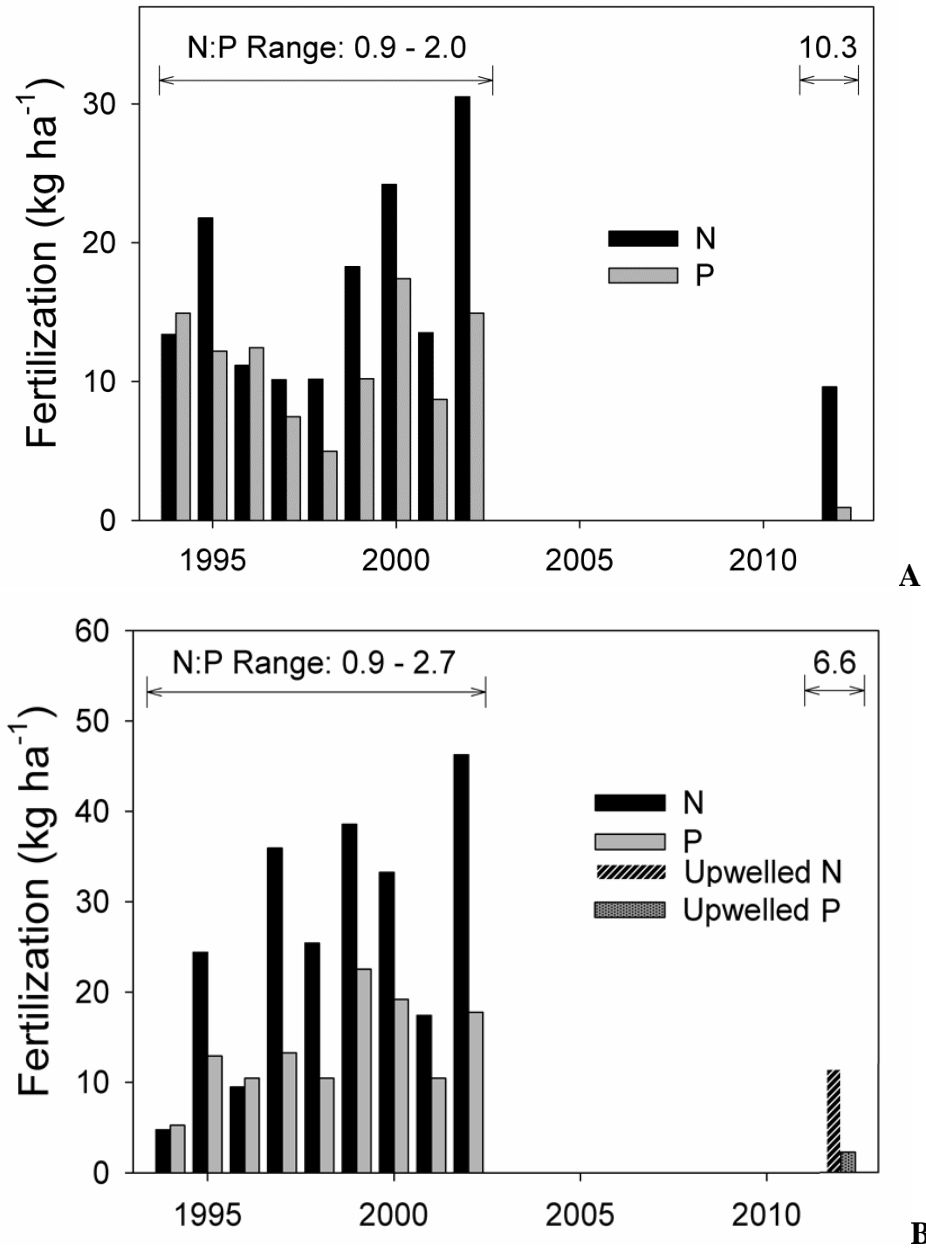 N:P Range: 0.9 - 2.0
10.3
Fertilization (kg ha⁻¹)
30
20
10
0
N
P
1995
2000
2005
2010
A
60
50
40
30
20
10
0
N:P Range: 0.9 - 2.7
6.6
Fertilization (kg ha⁻¹)
N
P
Upwelled N
Upwelled P
1995
2000
2005
2010
B